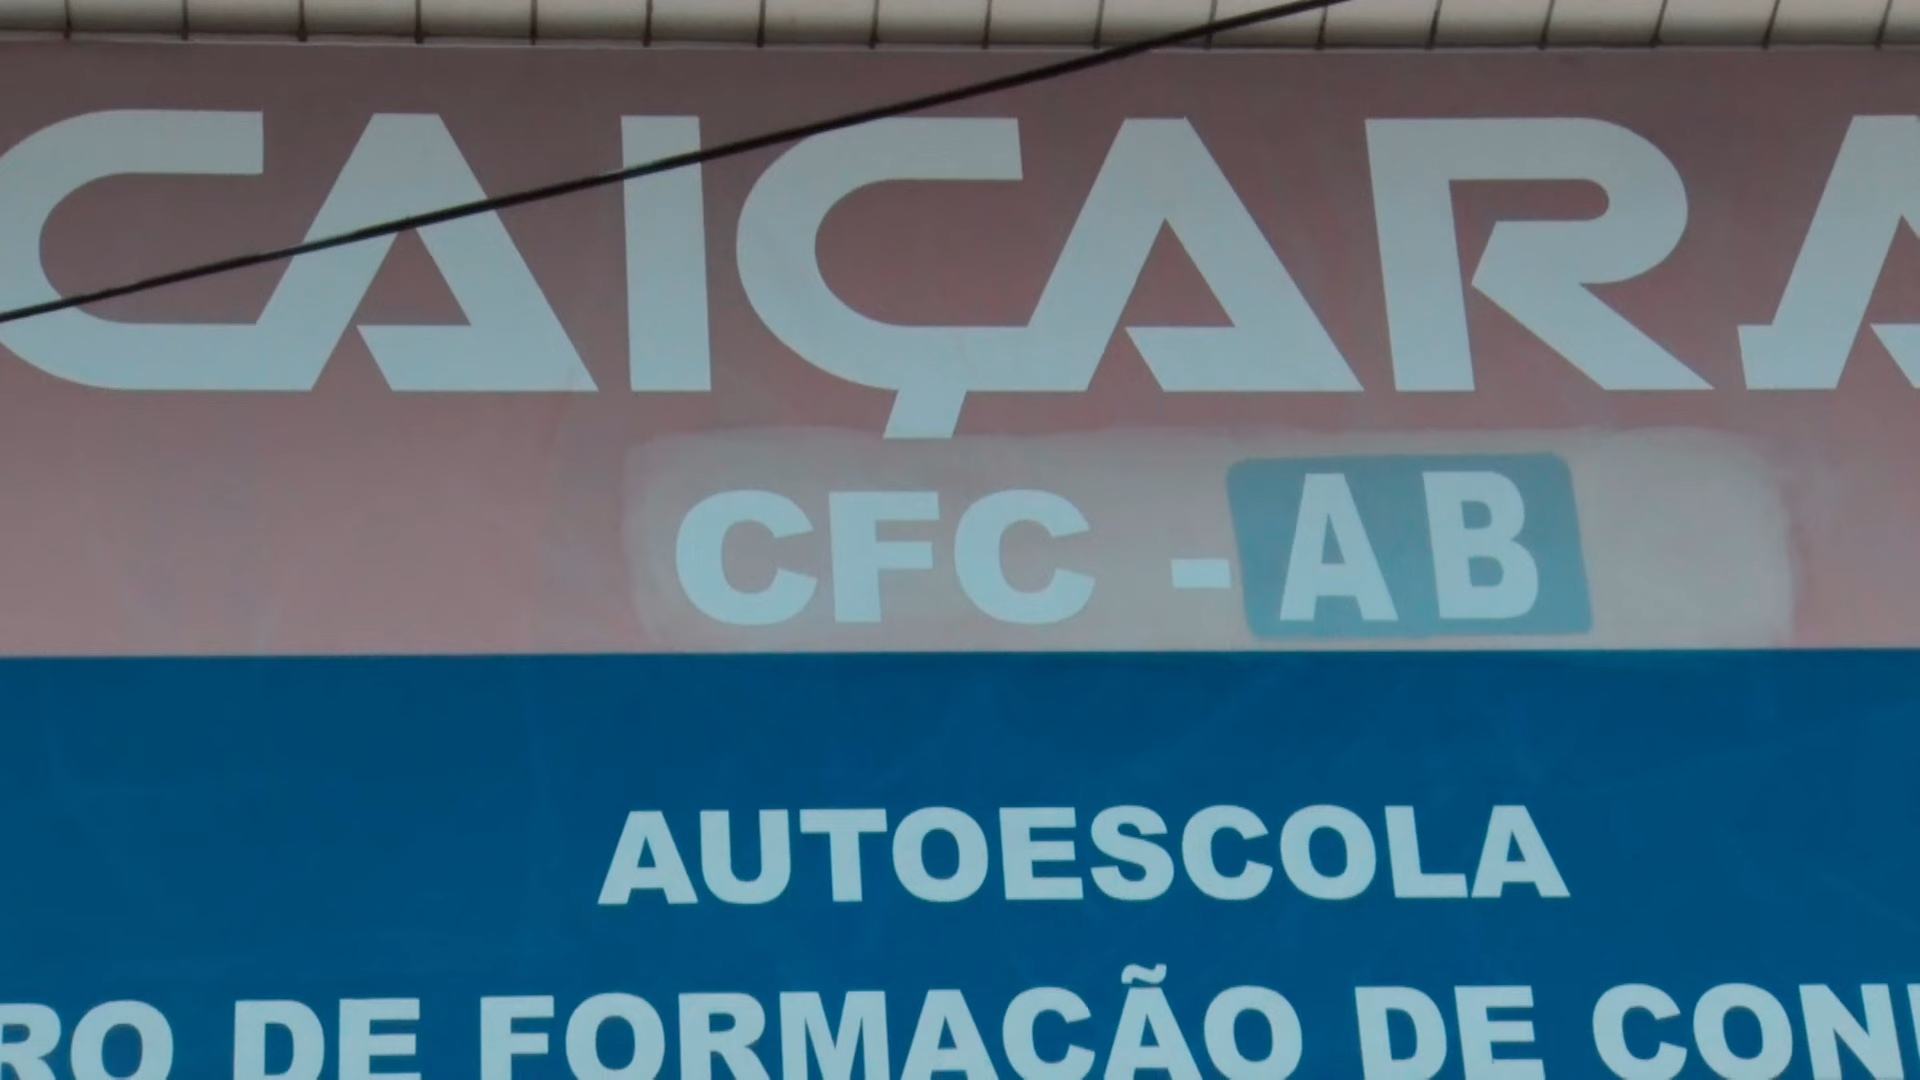 CAIÇARA
CFC - AB
AUTOESCOLA
RO DE FORMAÇÃO DE CON